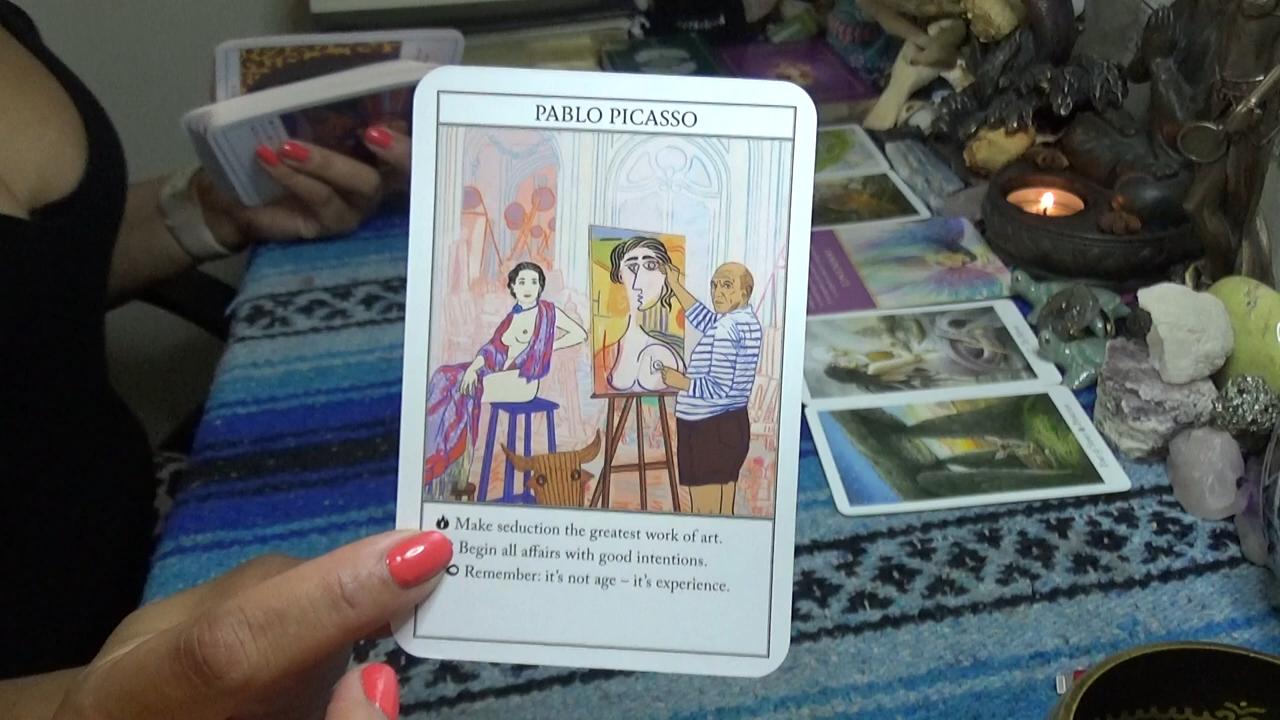 PABLO PICASSO
Make seduction the greatest work of art.
Begin all affairs with good intentions.
Remember: it's not age – it's experience.